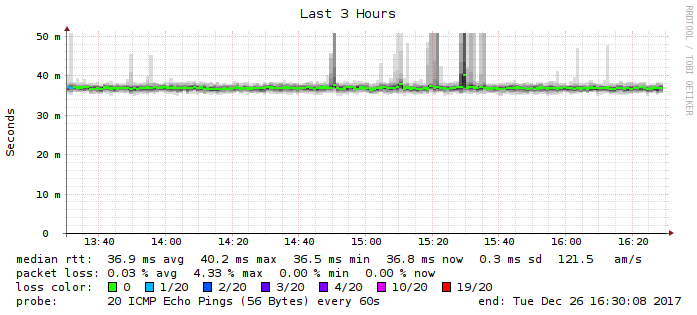 Last 3 Hours
RRDTOOL / TOBI OETIKER
Seconds
50 m
40 m
30 m
20 m
10 m
0
13:40 14:00 14:20 14:40 15:00 15:20 15:40 16:00 16:20
median rtt: 36.9 ms avg 40.2 ms max 36.5 ms min 36.8 ms now 0.3 ms sd 121.5 am/s
packet loss: 0.03 % avg 4.33 % max 0.00 % min 0.00 % now
loss color: 0 1/20 2/20 3/20 4/20 10/20 19/20
probe: 20 ICMP Echo Pings (56 Bytes) every 60s end: Tue Dec 26 16:30:08 2017